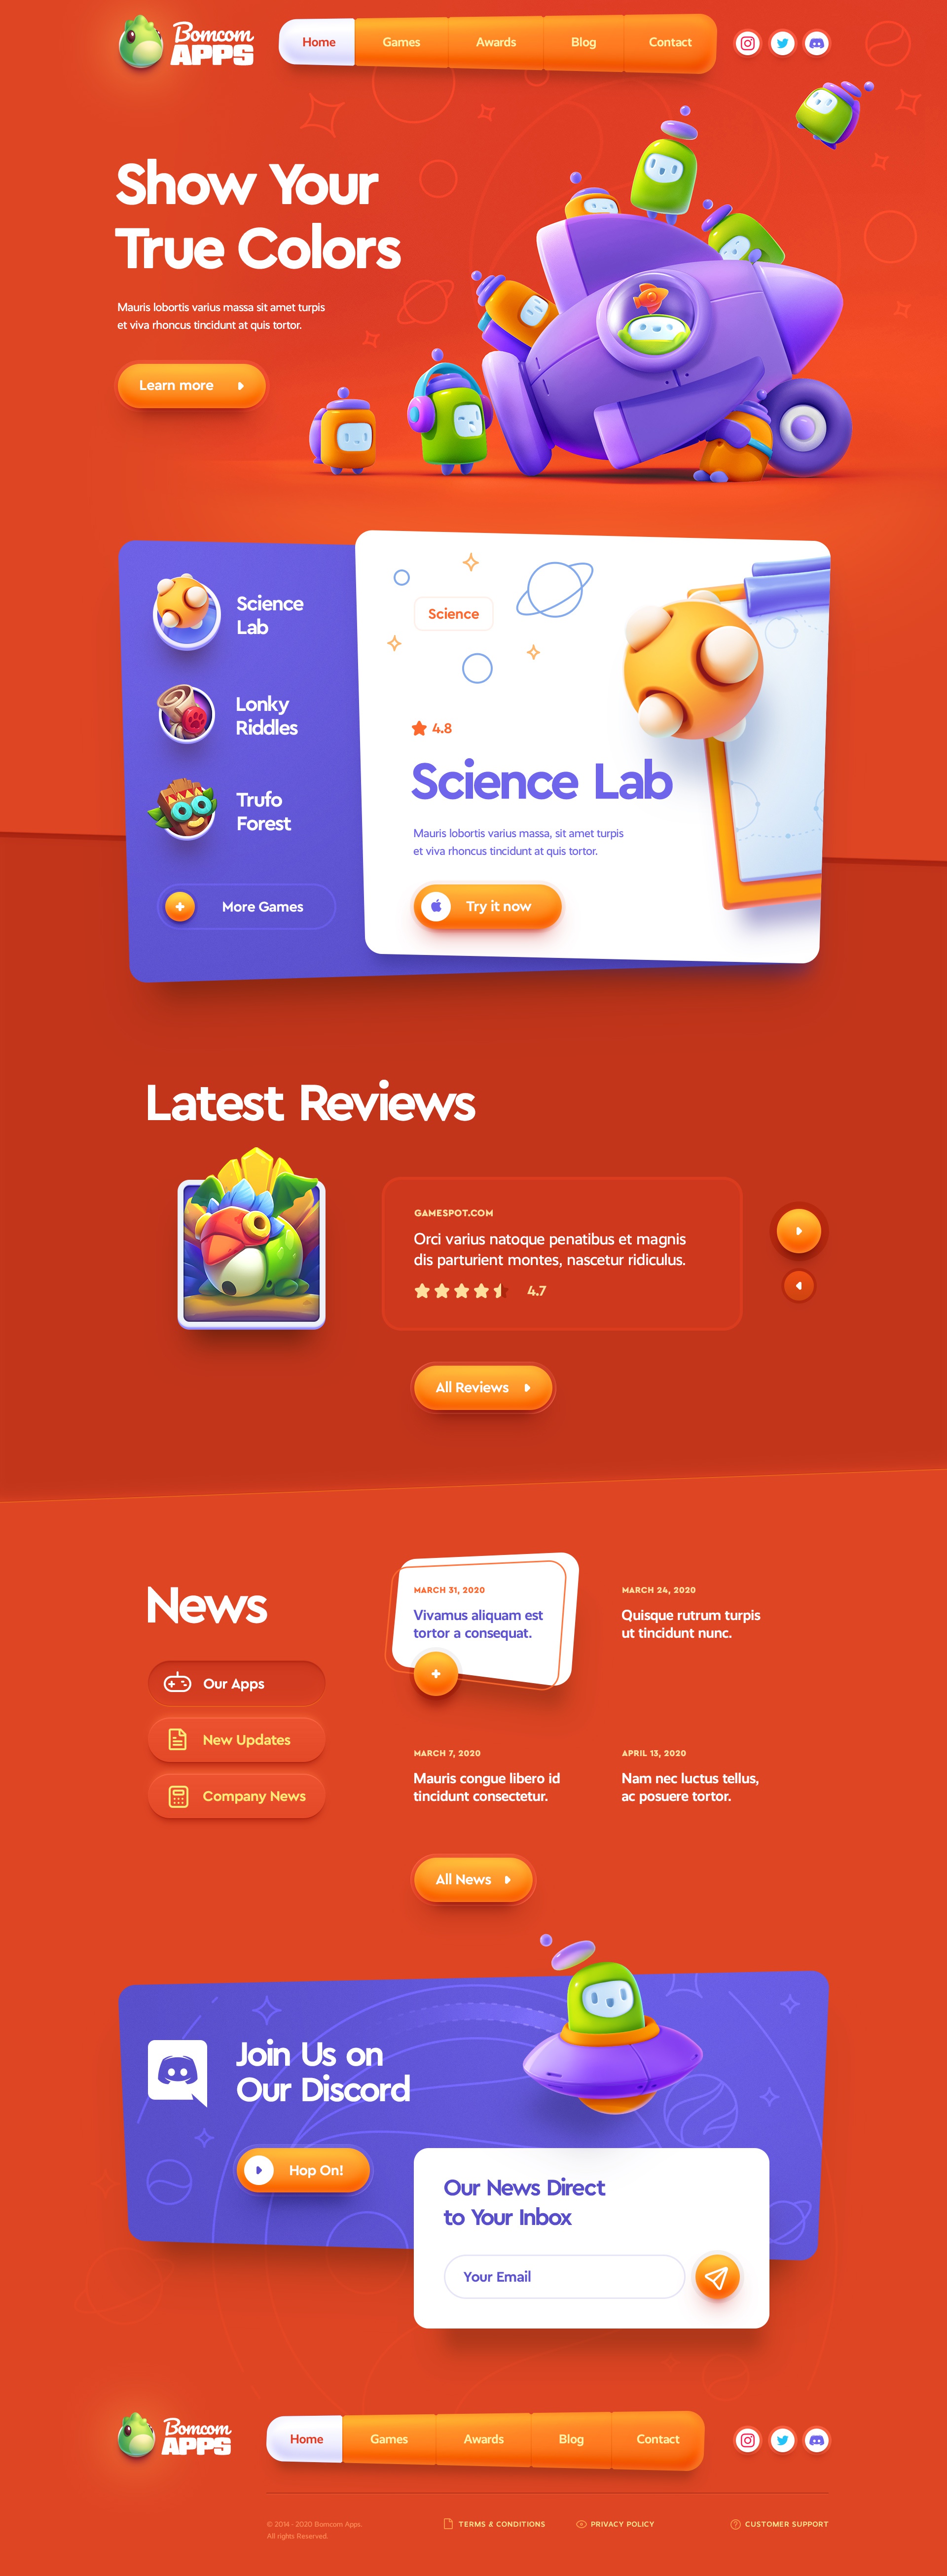 Bomcom
APPS
Home
Games
Awards
Blog
Contact
Show Your
True Colors
Mauris lobortis varius massa sit amet turpis
et viva rhoncus tincidunt at quis tortor.
Learn more
Science
Lab
Lonky
Riddles
Trufo
Forest
More Games
Science
4.8
Science Lab
Mauris lobortis varius massa, sit amet turpis
et viva rhoncus tincidunt at quis tortor.
Try it now
Latest Reviews
GAMESPOT.COM
Orci varius natoque penatibus et magnis
dis parturient montes, nascetur ridiculus.
4.7
All Reviews
News
Our Apps
New Updates
Company News
MARCH 31, 2020
Vivamus aliquam est
tortor a consequat.
MARCH 24, 2020
Quisque rutrum turpis
ut tincidunt nunc.
MARCH 7, 2020
Mauris congue libero id
tincidunt consectetur.
APRIL 13, 2020
Nam nec luctus tellus,
ac posuere tortor.
All News
Join Us on
Our Discord
Hop On!
Our News Direct
to Your Inbox
Your Email
Bomcom
APPS
Home
Games
Awards
Blog
Contact
© 2014 - 2020 Bomcom Apps.
All rights Reserved.
TERMS & CONDITIONS
PRIVACY POLICY
CUSTOMER SUPPORT